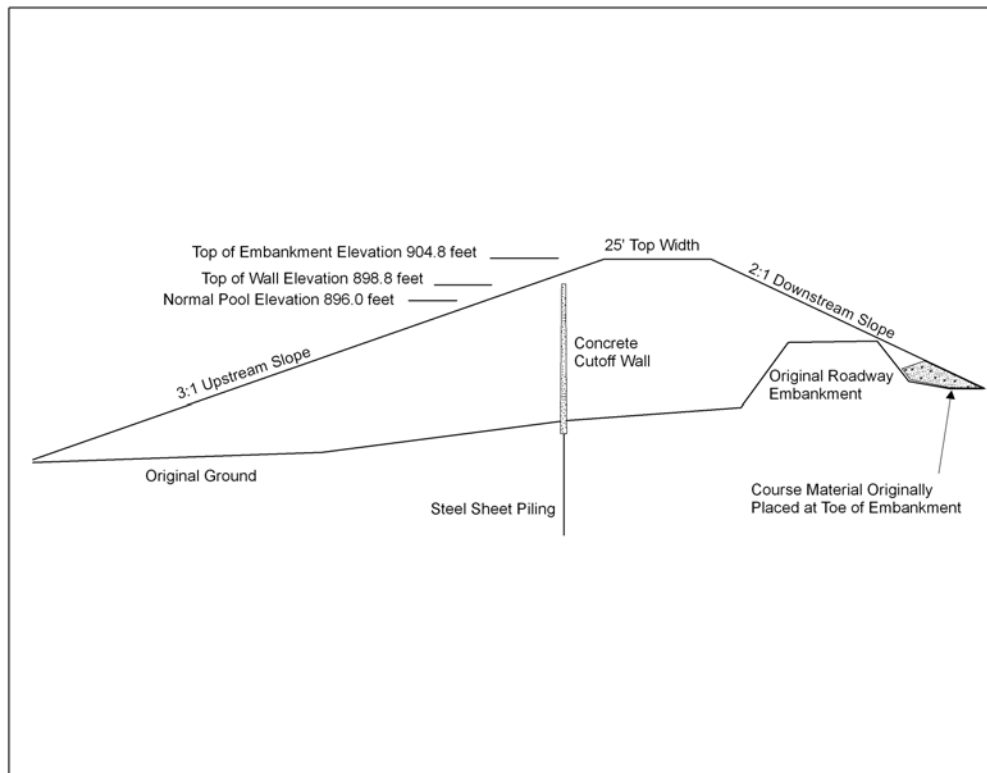 Top of Embankment Elevation 904.8 feet
25' Top Width
Top of Wall Elevation 898.8 feet
Normal Pool Elevation 896.0 feet
2:1 Downstream Slope
3:1 Upstream Slope
Concrete
Cutoff Wall
Original Roadway
Embankment
Original Ground
Steel Sheet Piling
Course Material Originally
Placed at Toe of Embankment